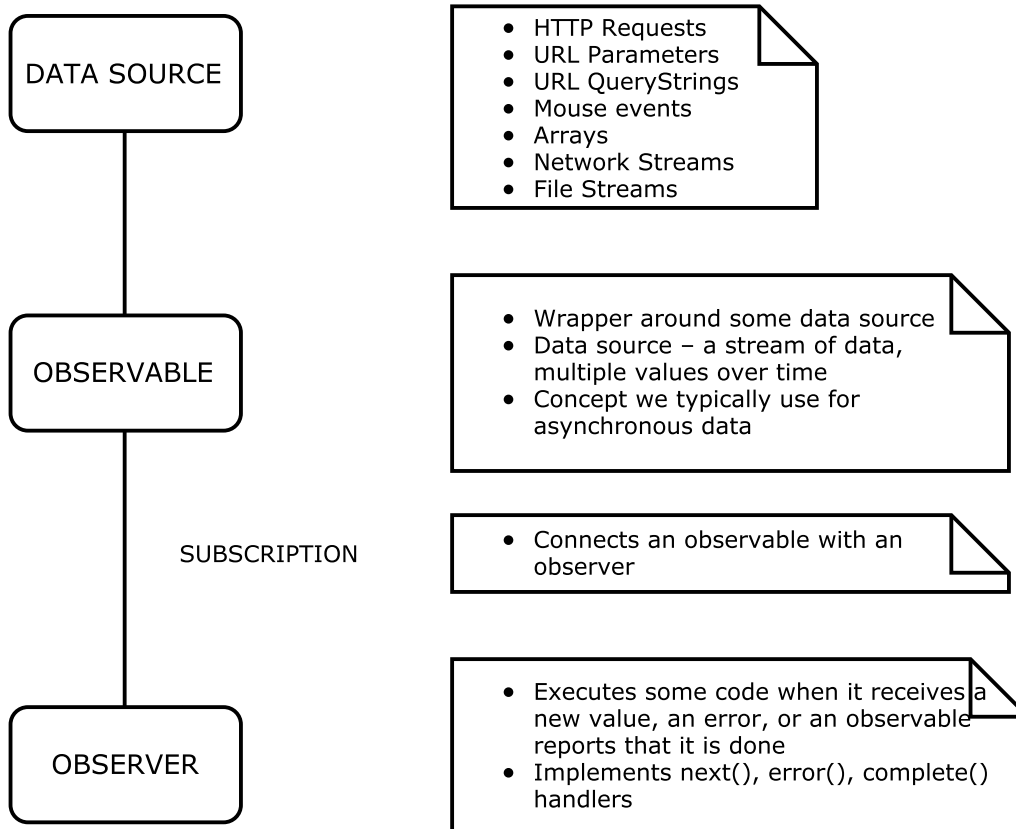 DATA SOURCE
• HTTP Requests
• URL Parameters
• URL QueryStrings
• Mouse events
• Arrays
• Network Streams
• File Streams
OBSERVABLE
• Wrapper around some data source
• Data source – a stream of data,
multiple values over time
• Concept we typically use for
asynchronous data
SUBSCRIPTION
• Connects an observable with an
observer
OBSERVER
• Executes some code when it receives a
new value, an error, or an observable
reports that it is done
• Implements next(), error(), complete()
handlers